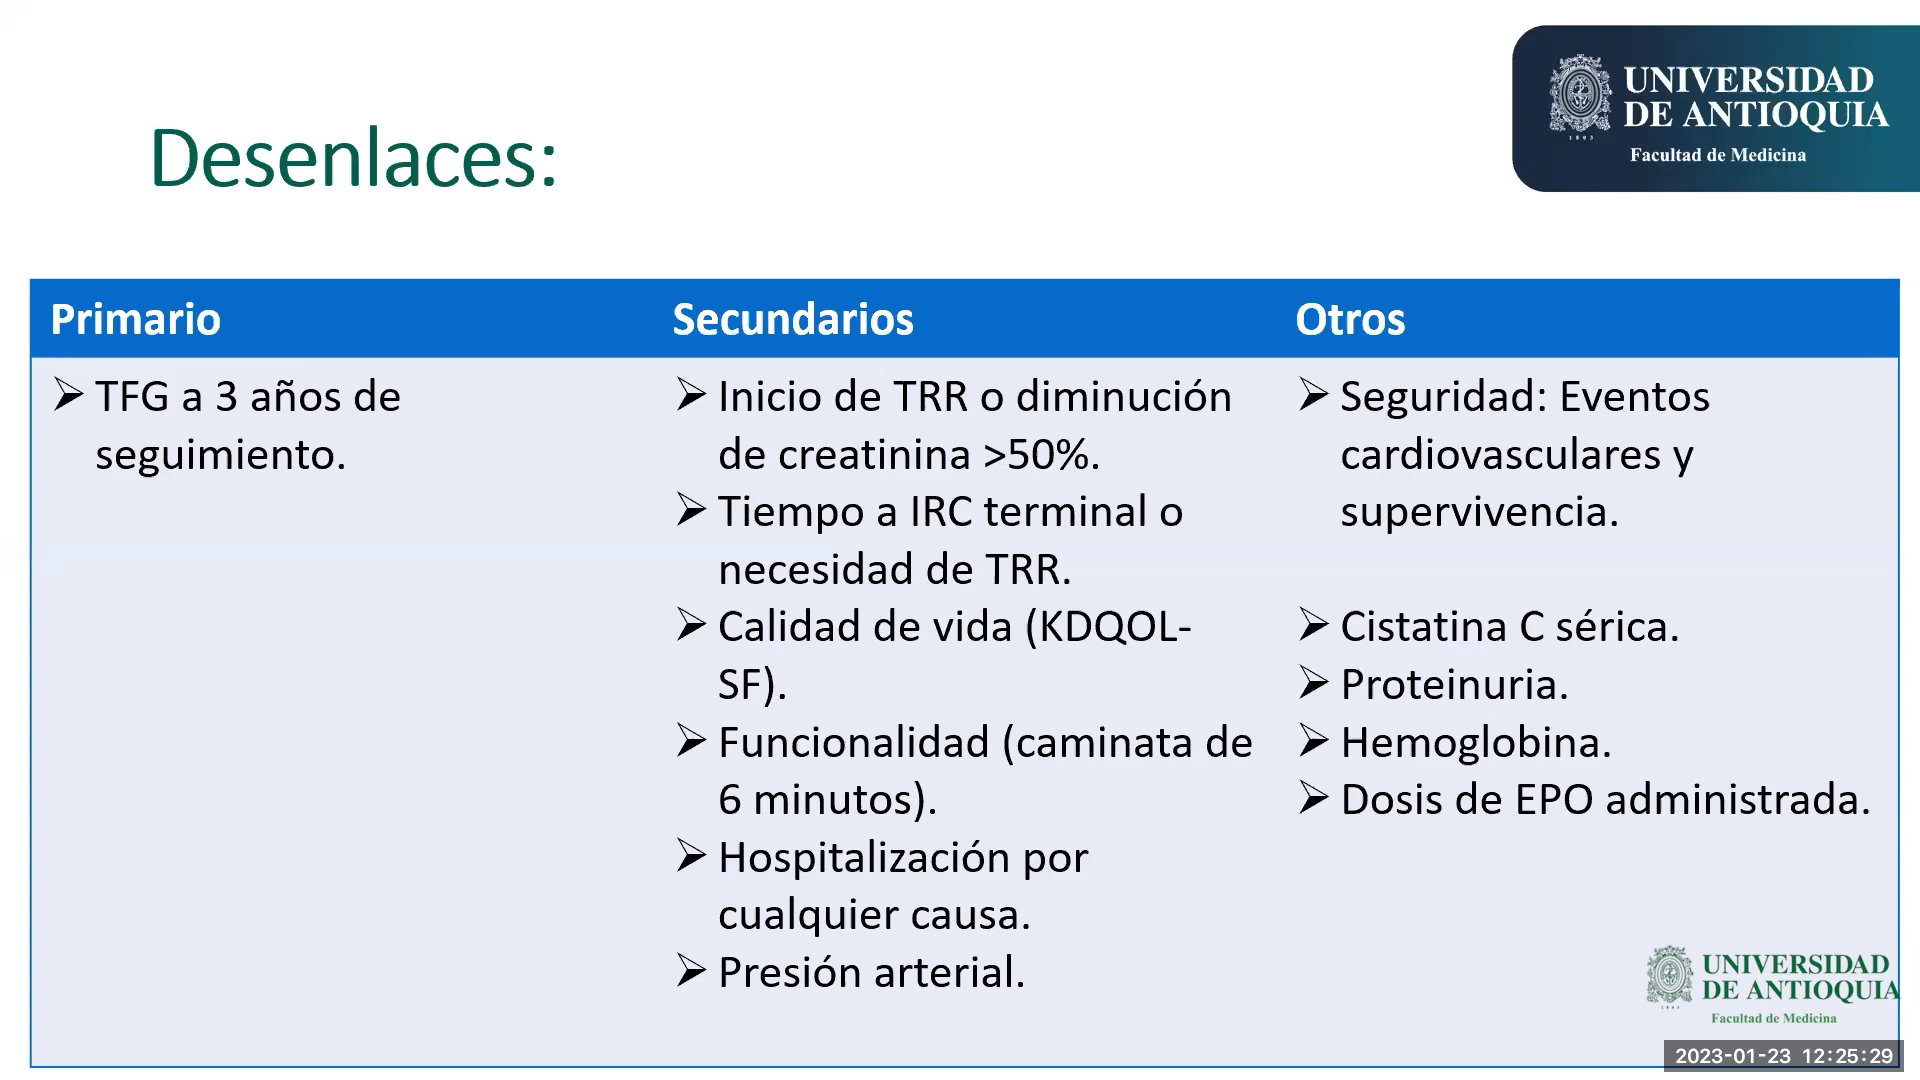 UNIVERSIDAD
DE ANTIOQUIA
1803
Facultad de Medicina
Desenlaces:
Primario
TFG a 3 años de
seguimiento.
Secundarios
Inicio de TRR o diminución
de creatinina >50%.
Tiempo a IRC terminal o
necesidad de TRR.
Calidad de vida (KDQOL-
SF).
Funcionalidad (caminata de
6 minutos).
Hospitalización por
cualquier causa.
Presión arterial.
Otros
Seguridad: Eventos
cardiovasculares y
supervivencia.
Cistatina C sérica.
Proteinuria.
Hemoglobina.
Dosis de EPO administrada.
UNIVERSIDAD
DE ANTIOQUIA
1803
Facultad de Medicina
2023-01-23 12:25:29